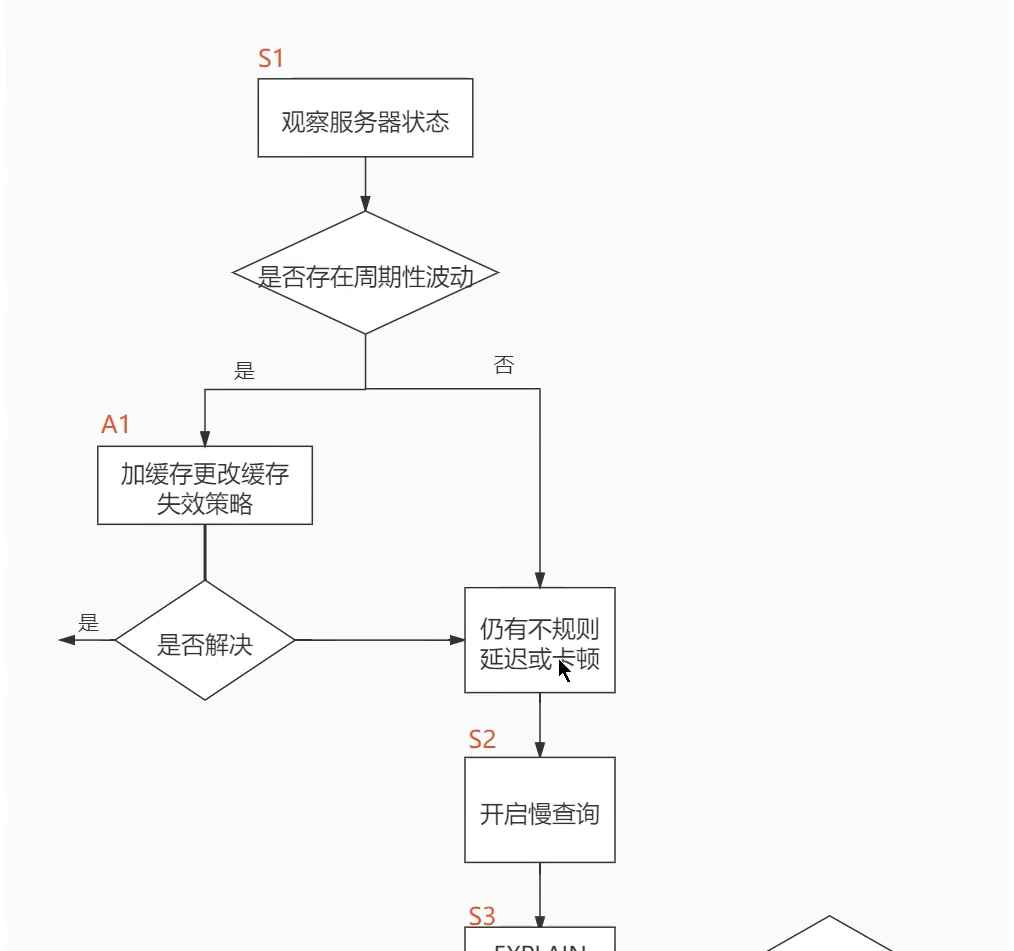 S1
观察服务器状态
是否存在周期性波动
是
否
A1
加缓存更改缓存
失效策略
是
是否解决
仍有不规则
延迟或卡顿
S2
开启慢查询
S3
EXPLAIN